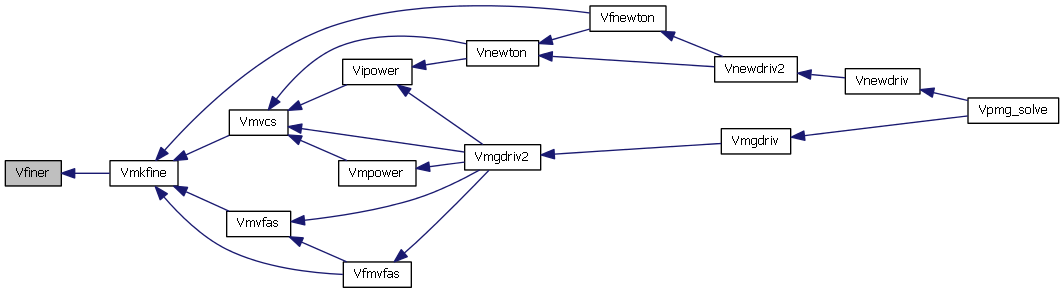 Vfiner
Vmkfine
Vmvcs
Vmvfas
Vipower
Vmpower
Vfmvfas
Vnewton
Vmgdriv2
Vfnewton
Vnewdriv2
Vmgdriv
Vnewdriv
Vpmg_solve